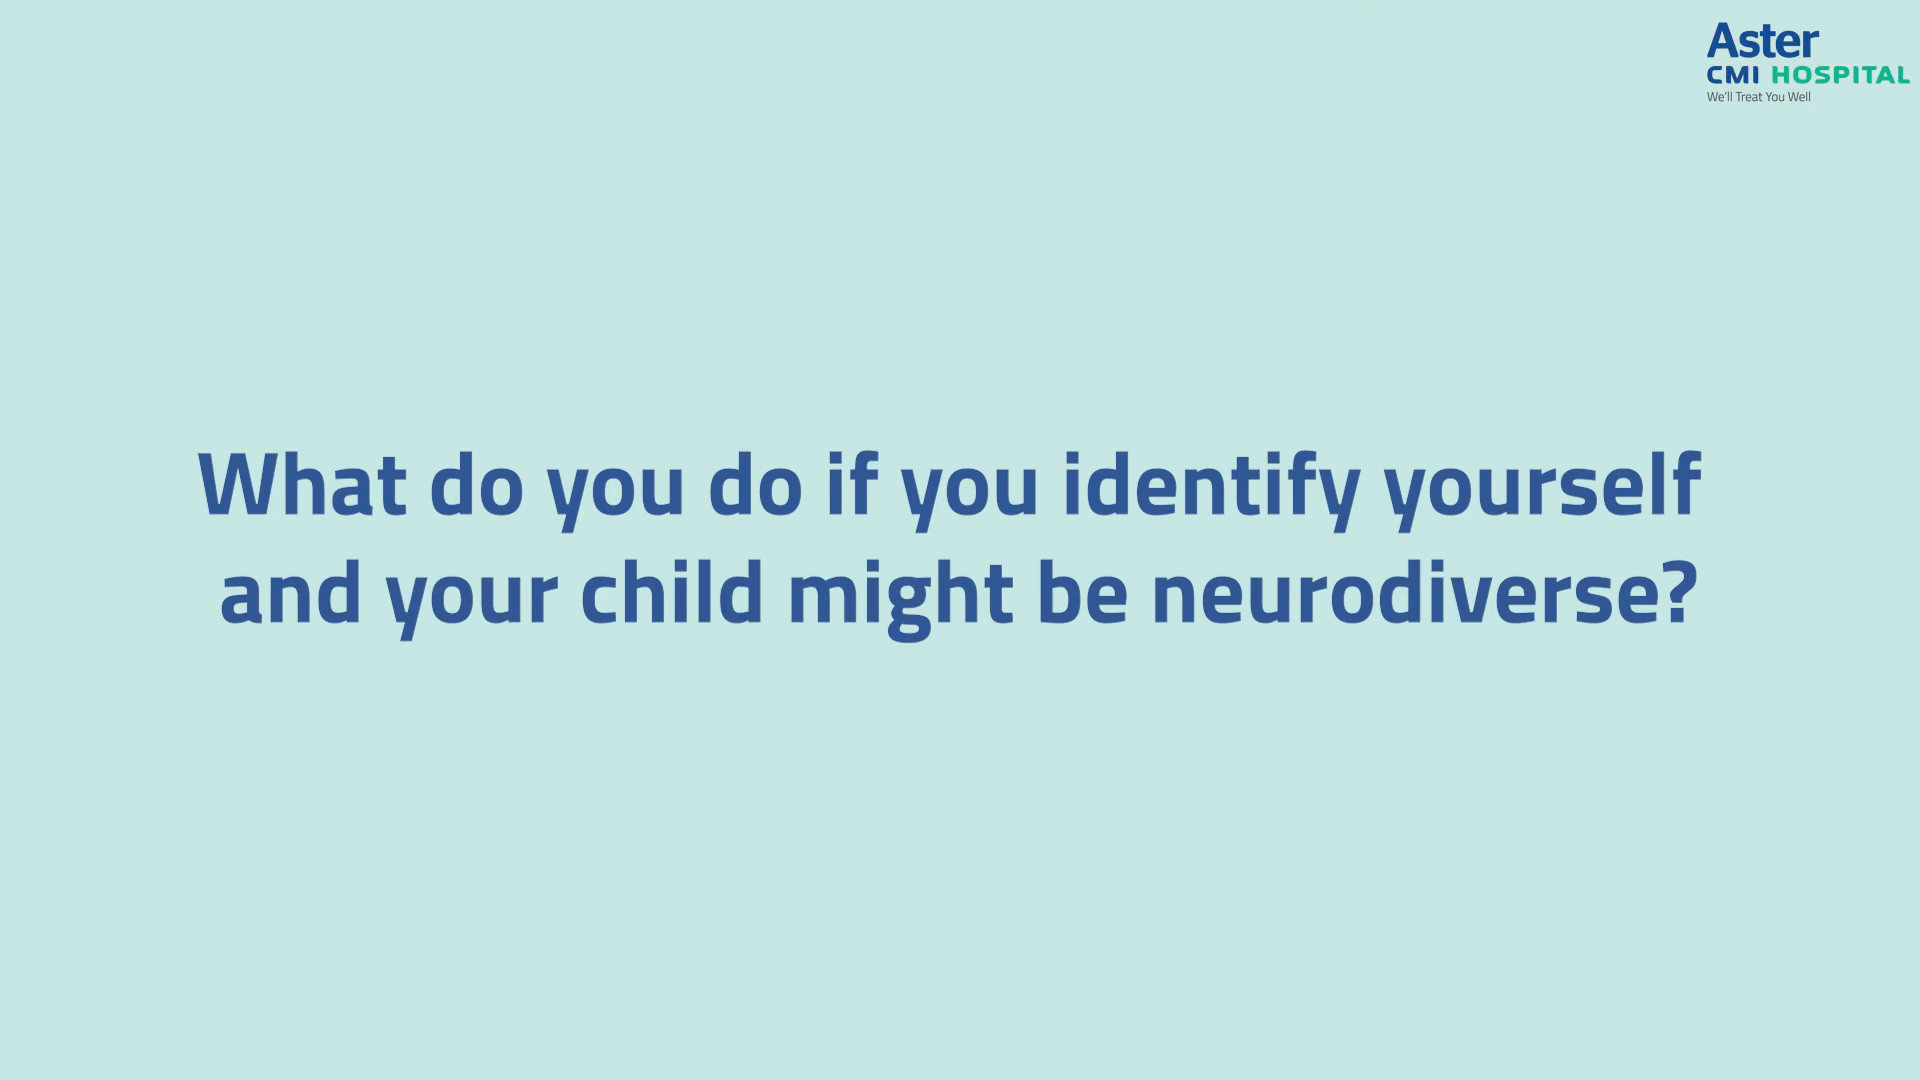 Aster
CMI HOSPITAL
We'll Treat You Well
What do you do if you identify yourself
and your child might be neurodiverse?